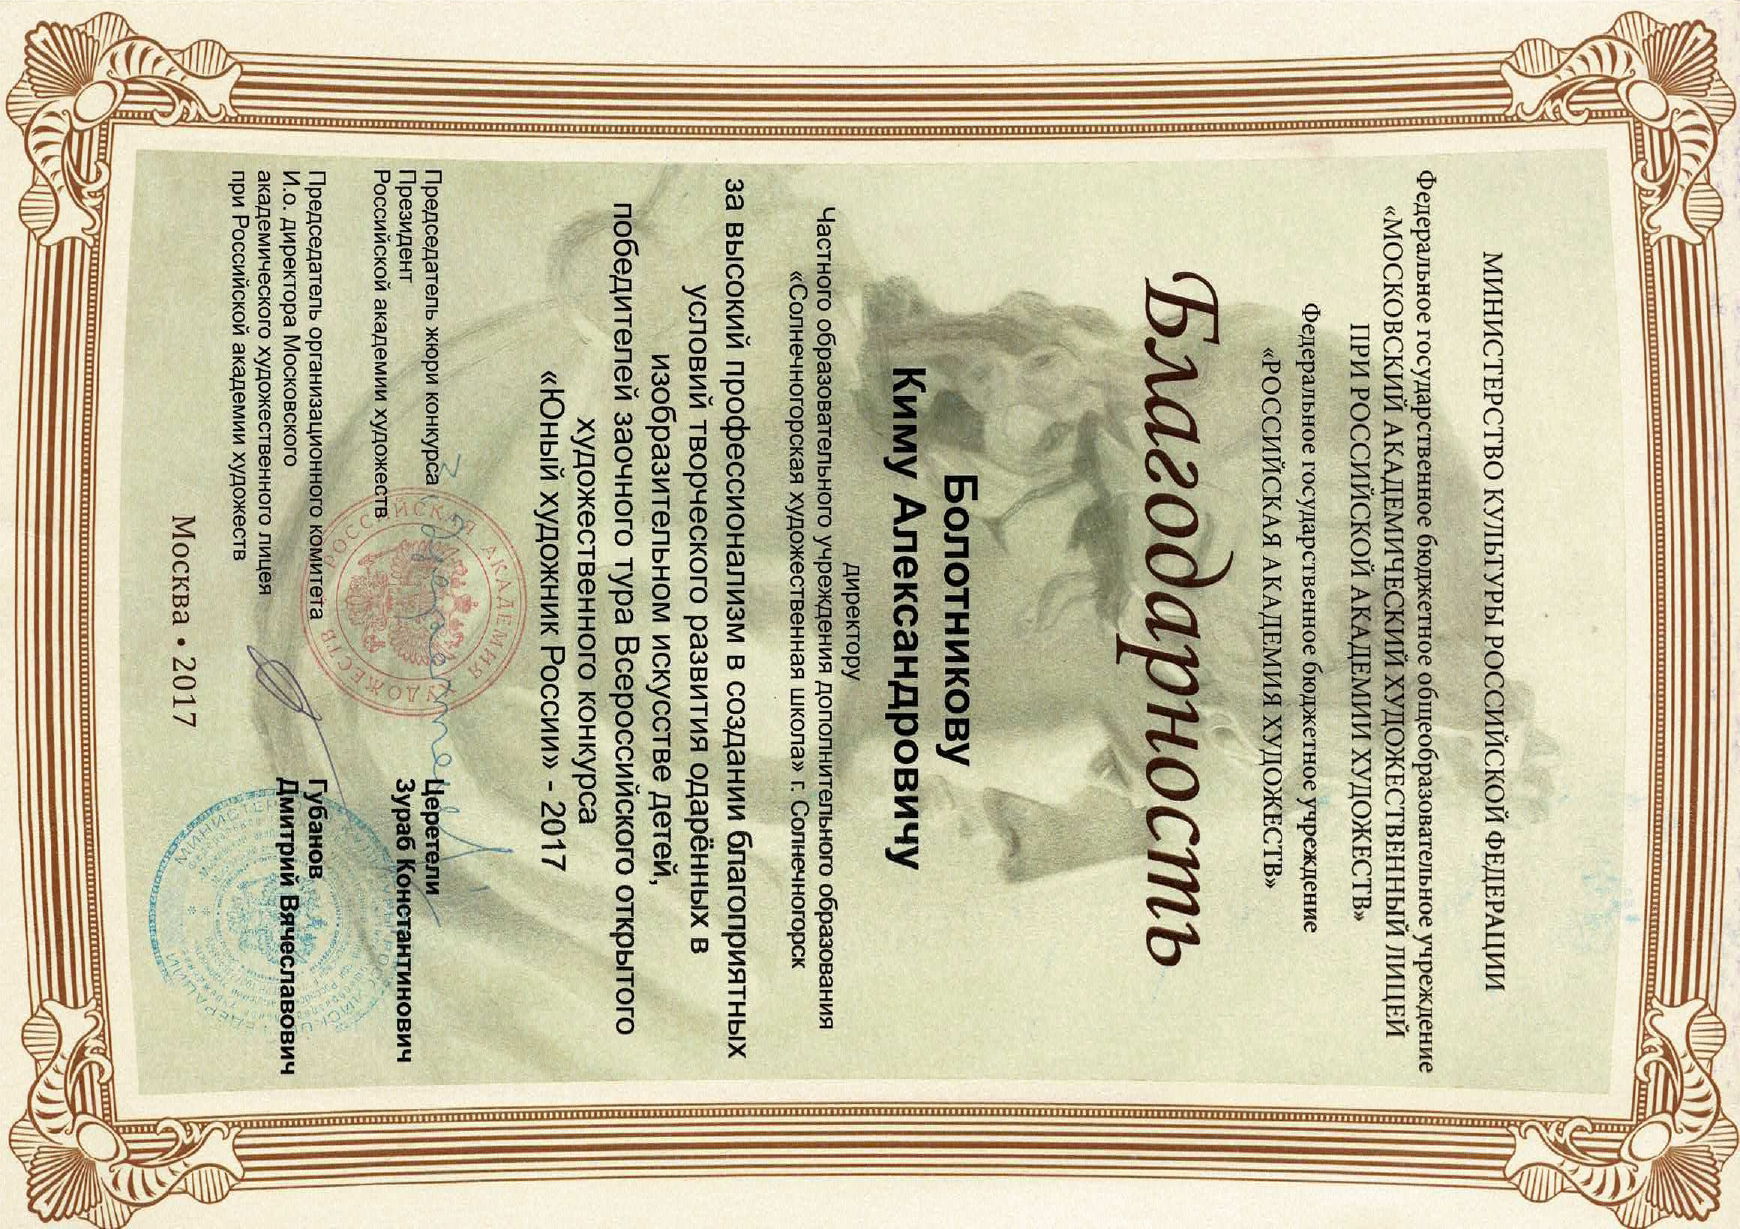 МИНИСТЕРСТВО КУЛЬТУРЫ РОССИЙСКОЙ ФЕДЕРАЦИИ
Федеральное государственное бюджетное общеобразовательное учреждение
«МОСКОВСКИЙ АКАДЕМИЧЕСКИЙ ХУДОЖЕСТВЕННЫЙ ЛИЦЕЙ
ПРИ РОССИЙСКОЙ АКАДЕМИИ ХУДОЖЕСТВ»
Федеральное государственное бюджетное учреждение
«РОССИЙСКАЯ АКАДЕМИЯ ХУДОЖЕСТВ»
Благодарность
Болотникову
Киму Александровичу
директору
Частного образовательного учреждения дополнительного образования
«Солнечногорская художественная школа» г. Солнечногорск
за высокий профессионализм в создании благоприятных
условий творческого развития одарённых в
изобразительном искусстве детей,
победителей заочного тура Всероссийского открытого
художественного конкурса
«Юный художник России» - 2017
Председатель жюри конкурса
Президент
Российской академии художеств
Церетели
Зураб Константинович
РОССИЙСКАЯ АКАДЕМИЯ ХУДОЖЕСТВ
Председатель организационного комитета
И.о. директора Московского
академического художественного лицея
при Российской академии художеств
Губанов
Дмитрий Вячеславович
Москва • 2017